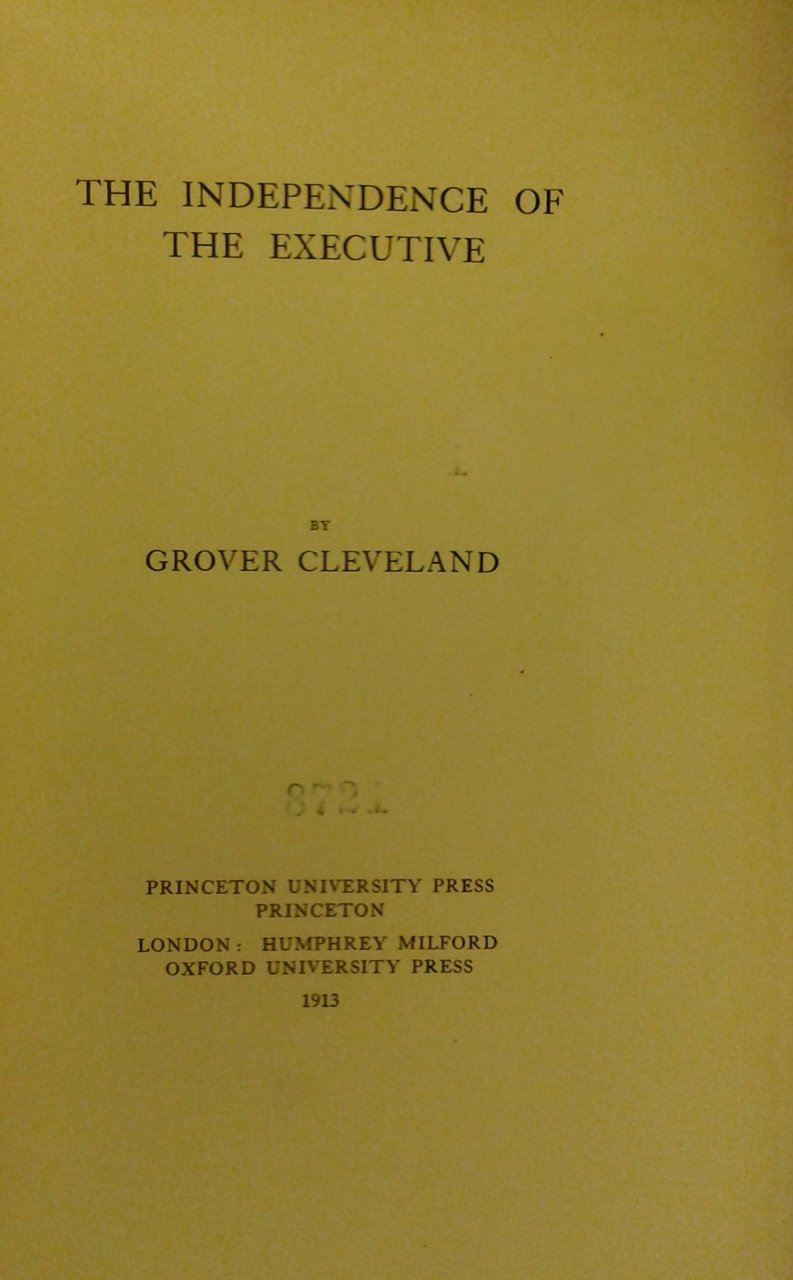 THE INDEPENDENCE OF
THE EXECUTIVE
BY
GROVER CLEVELAND
PRINCETON UNIVERSITY PRESS
PRINCETON
LONDON: HUMPHREY MILFORD
OXFORD UNIVERSITY PRESS
1913